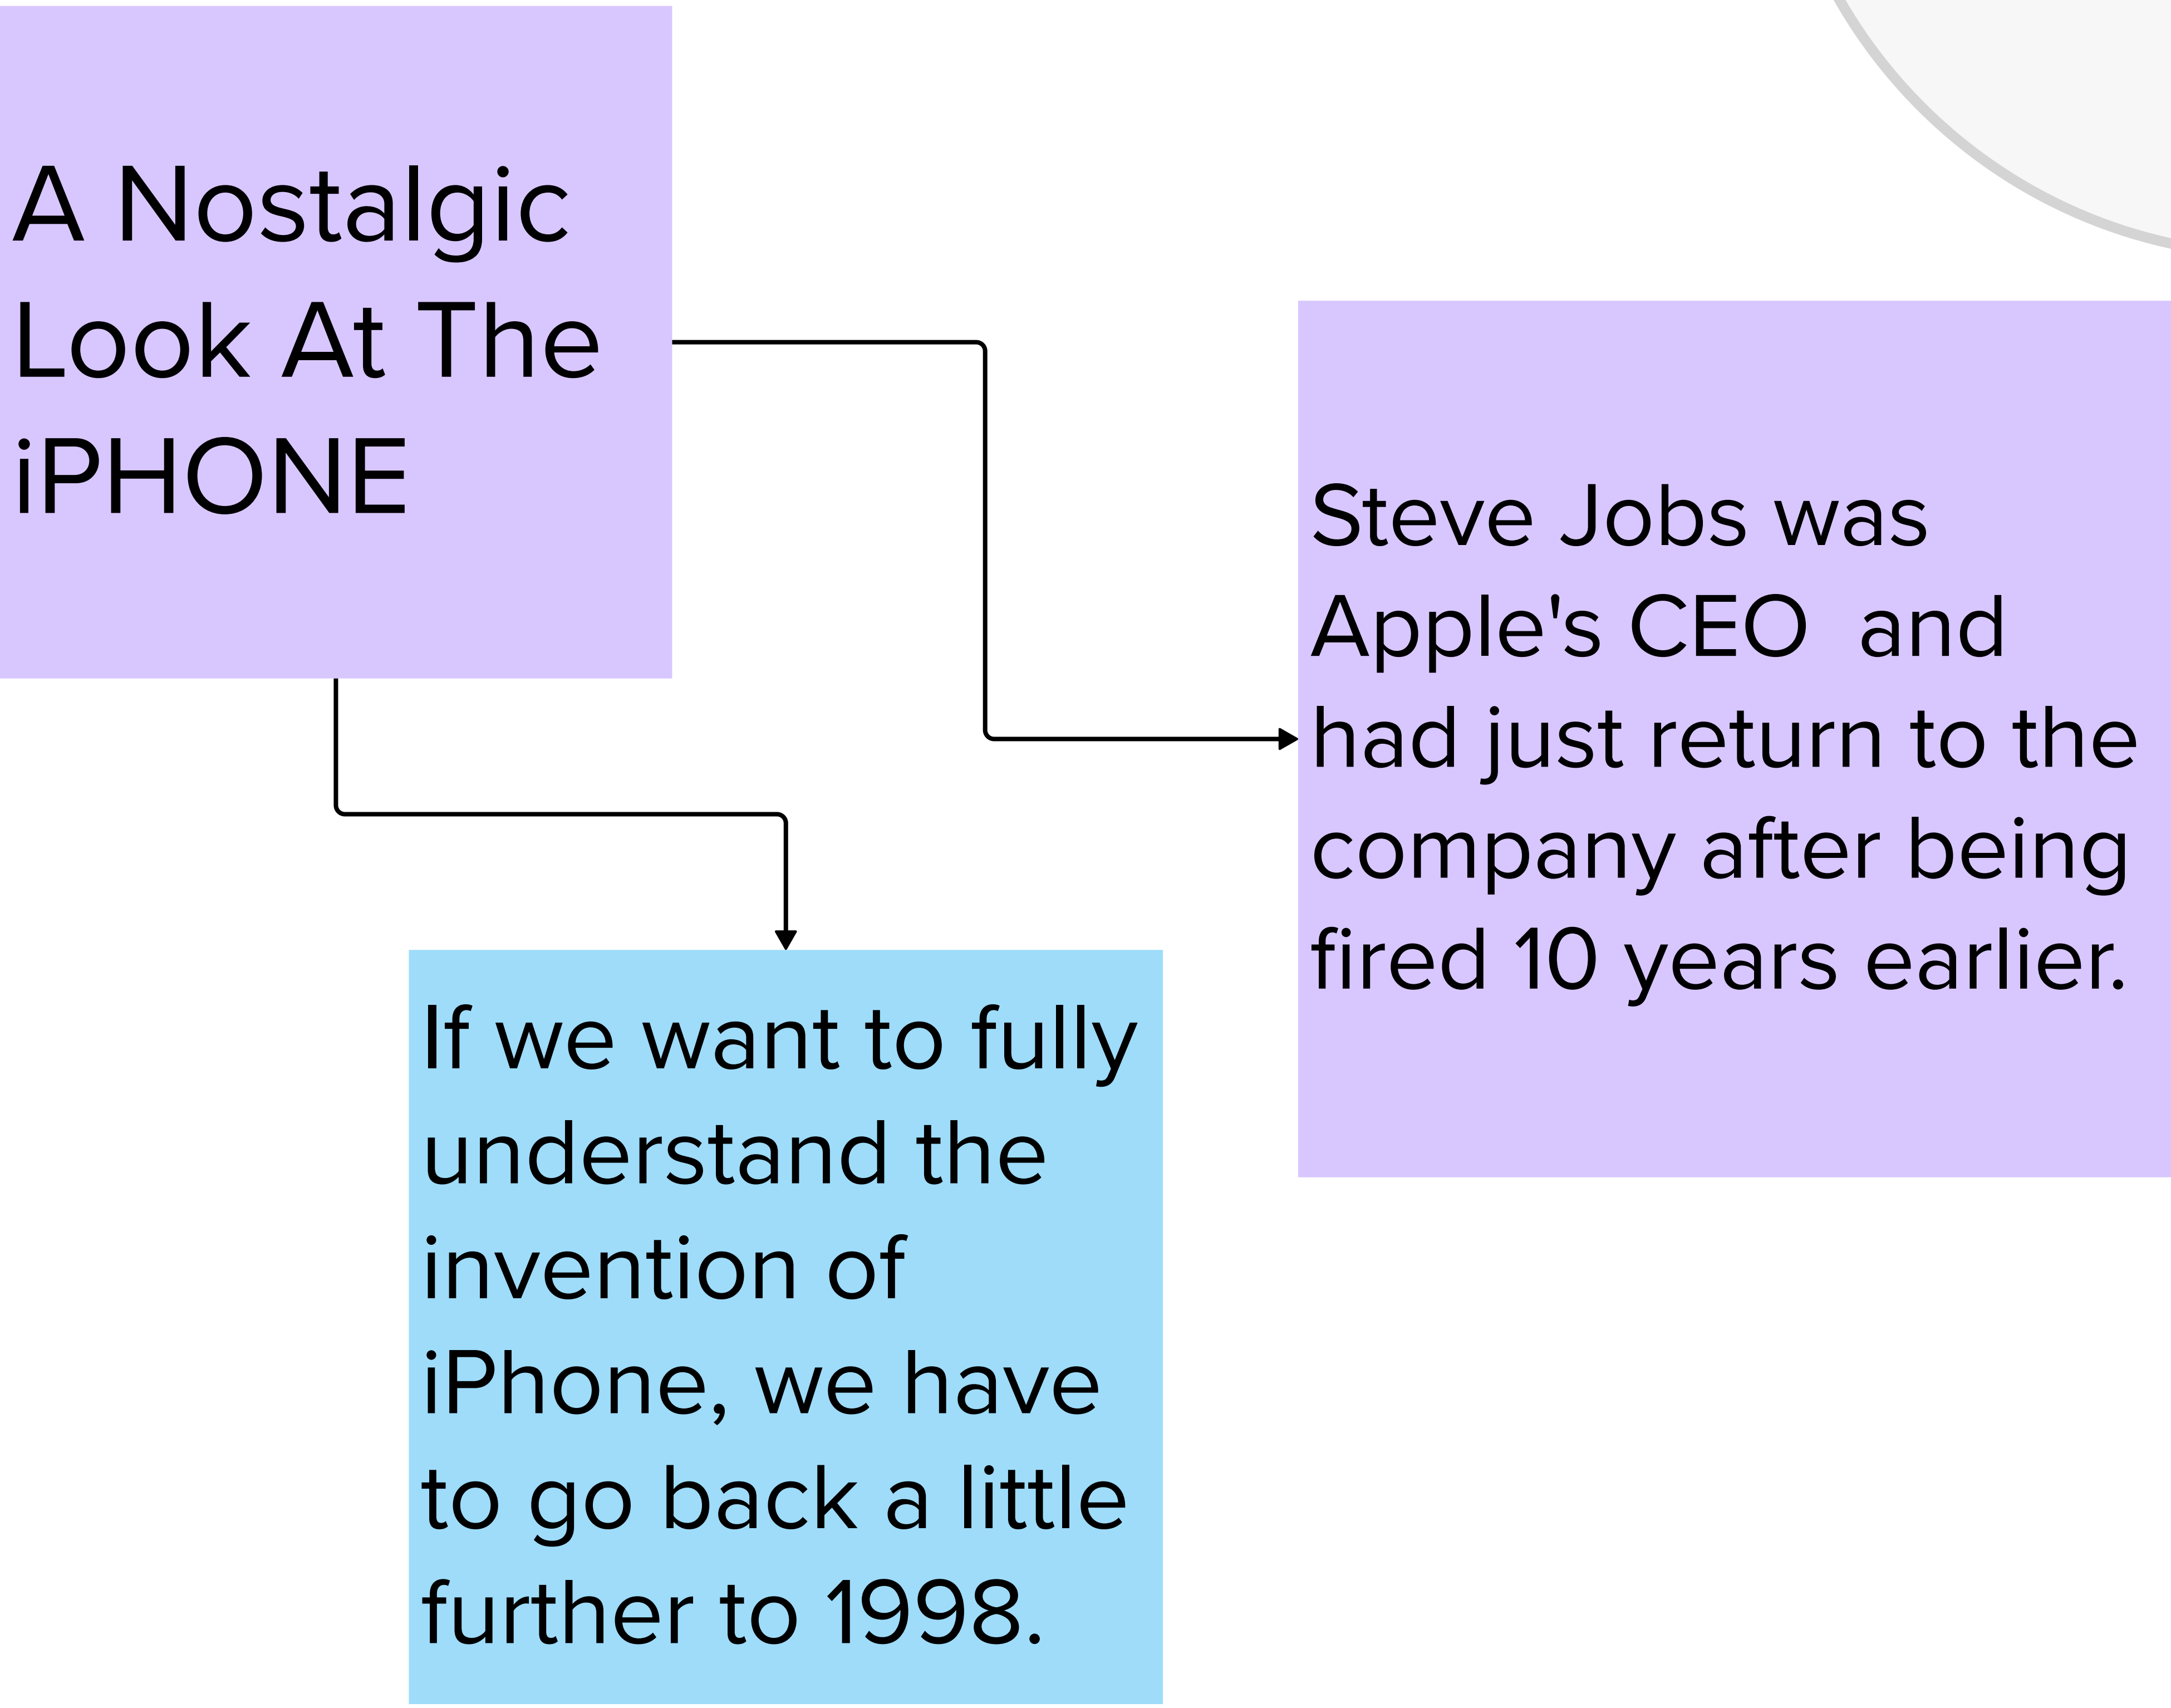 A Nostalgic
Look At The
iPHONE
Steve Jobs was
Apple's CEO  and
had just return to the
company after being
fired 10 years earlier.
If we want to fully
understand the
invention of
iPhone, we have
to go back a little
further to 1998.